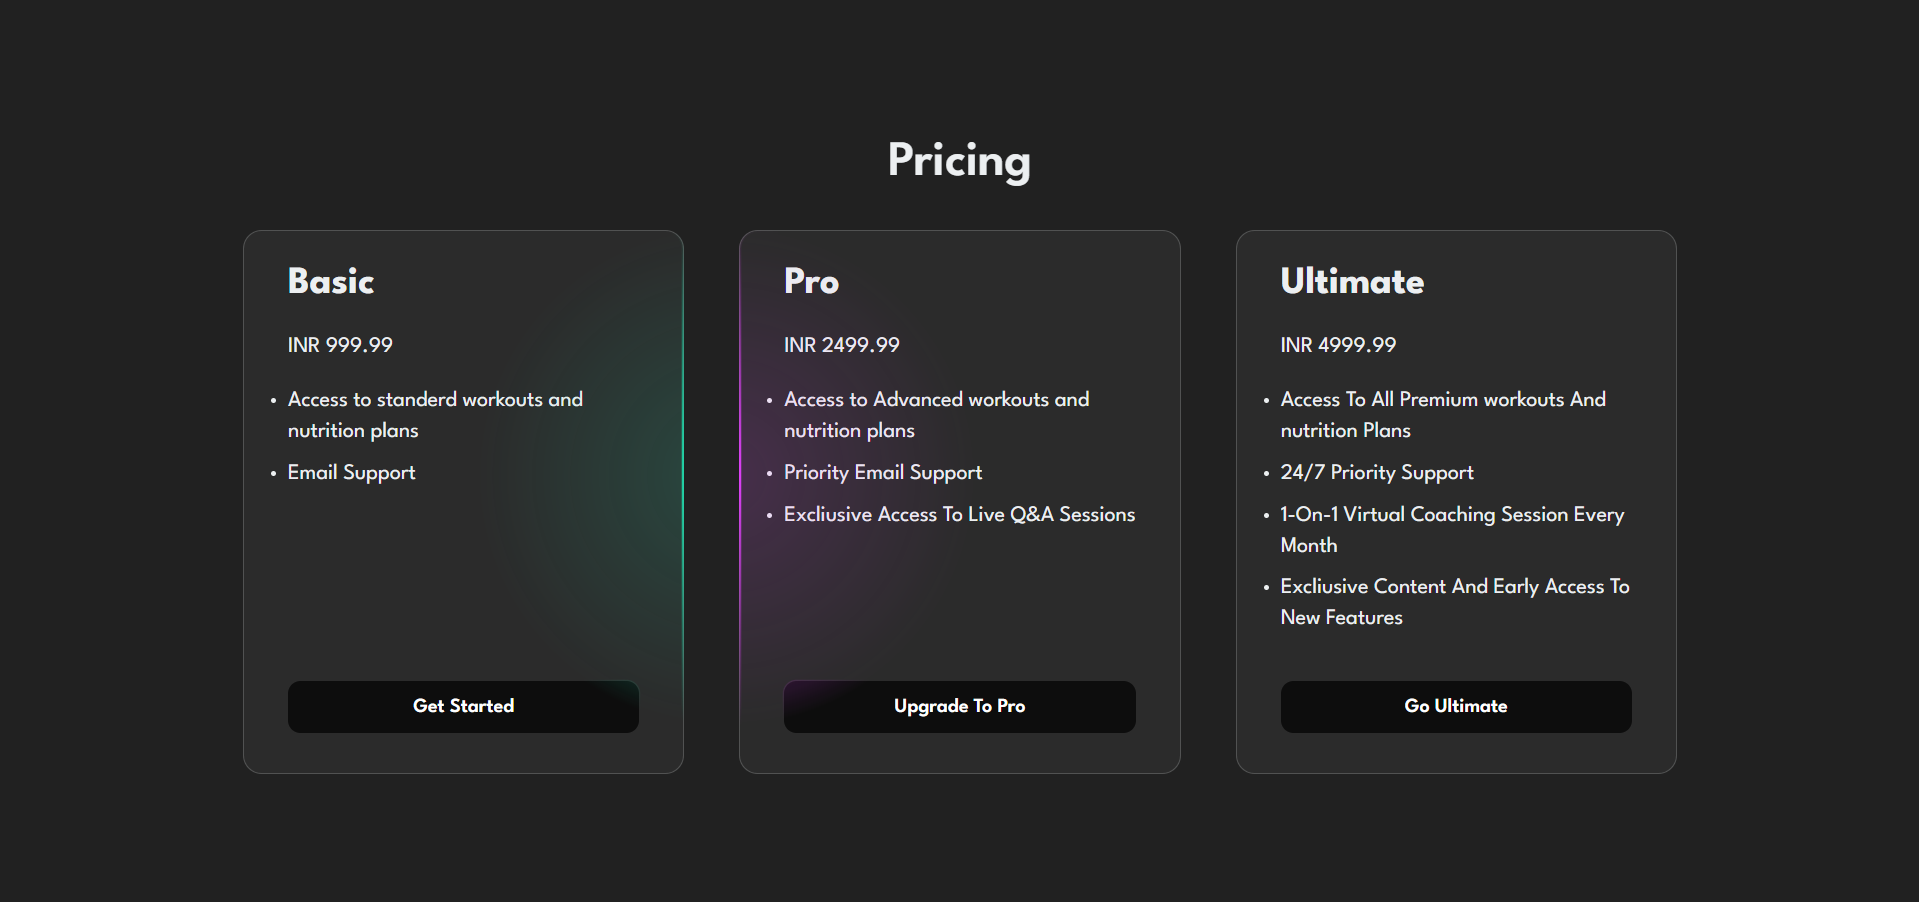 Pricing
Basic
INR 999.99
• Access to standerd workouts and
nutrition plans
• Email Support
Get Started
Pro
INR 2499.99
• Access to Advanced workouts and
nutrition plans
• Priority Email Support
• Excliusive Access To Live Q&A Sessions
Upgrade To Pro
Ultimate
INR 4999.99
• Access To All Premium workouts And
nutrition Plans
• 24/7 Priority Support
• 1-On-1 Virtual Coaching Session Every
Month
• Excliusive Content And Early Access To
New Features
Go Ultimate